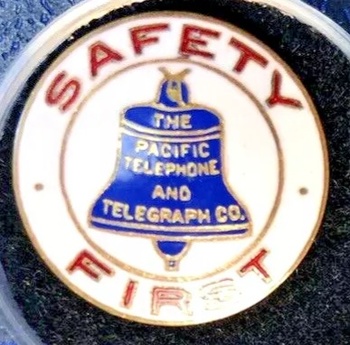 SAFETY
THE
PACIFIC
TELEPHONE
AND
TELEGRAPH CO.
FIRST